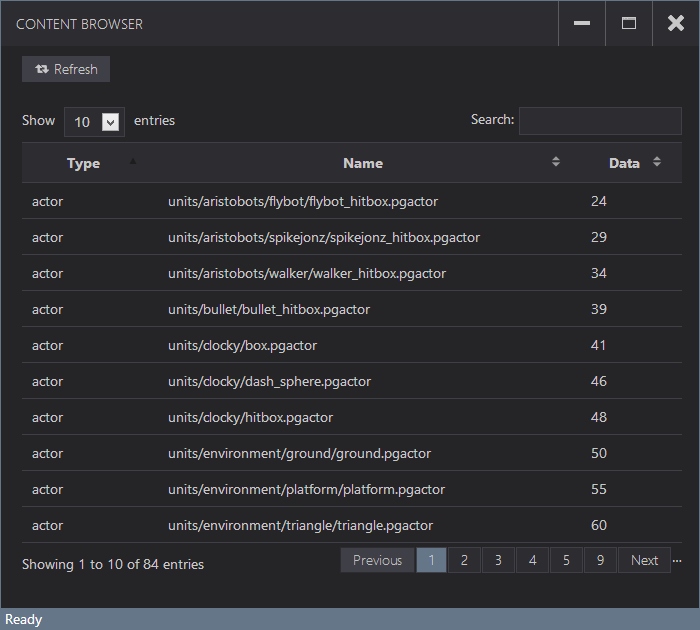 CONTENT BROWSER
Refresh
Show 10 entries Search:
Type Name Data
actor units/aristobots/flybot/flybot_hitbox.pgactor 24
actor units/aristobots/spikejonz/spikejonz_hitbox.pgactor 29
actor units/aristobots/walker/walker_hitbox.pgactor 34
actor units/bullet/bullet_hitbox.pgactor 39
actor units/clocky/box.pgactor 41
actor units/clocky/dash_sphere.pgactor 46
actor units/clocky/hitbox.pgactor 48
actor units/environment/ground/ground.pgactor 50
actor units/environment/platform/platform.pgactor 55
actor units/environment/triangle/triangle.pgactor 60
Showing 1 to 10 of 84 entries Previous 1 2 3 4 5 9 Next ...
Ready